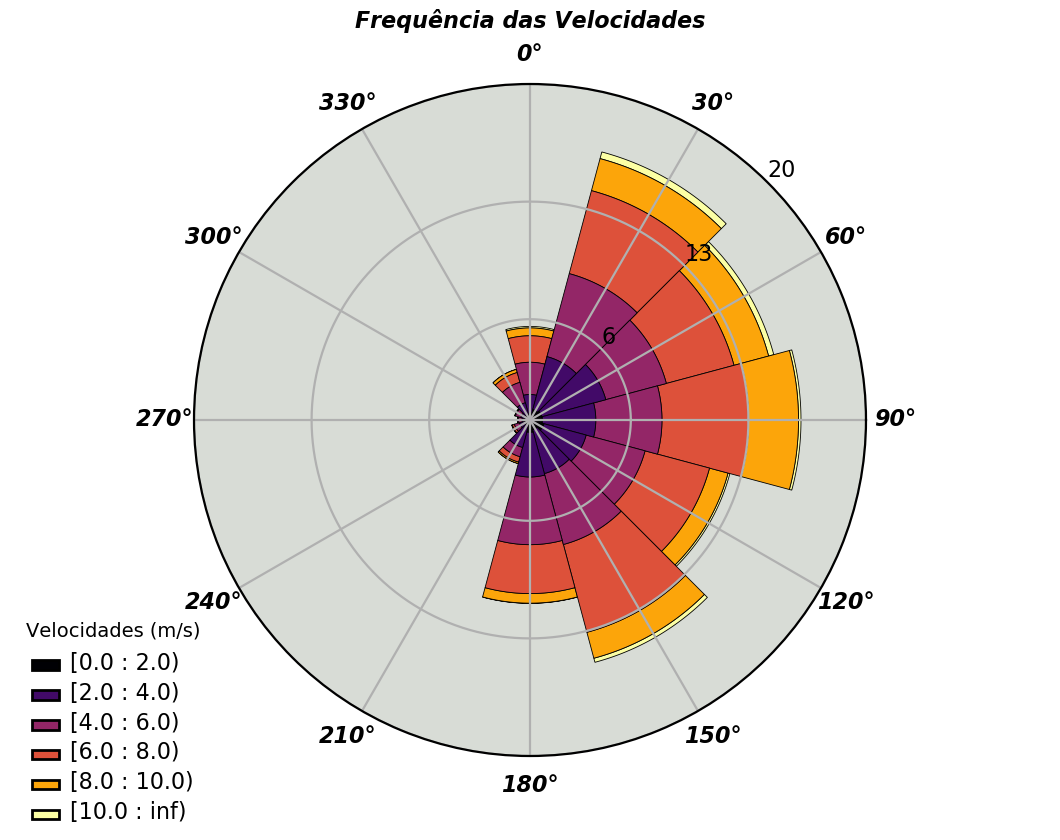 Frequência das Velocidades
0°
330°
30°
20
300°
60°
13
6
270°
90°
240°
120°
210°
150°
180°
Velocidades (m/s)
[0.0 : 2.0)
[2.0 : 4.0)
[4.0 : 6.0)
[6.0 : 8.0)
[8.0 : 10.0)
[10.0 : inf)